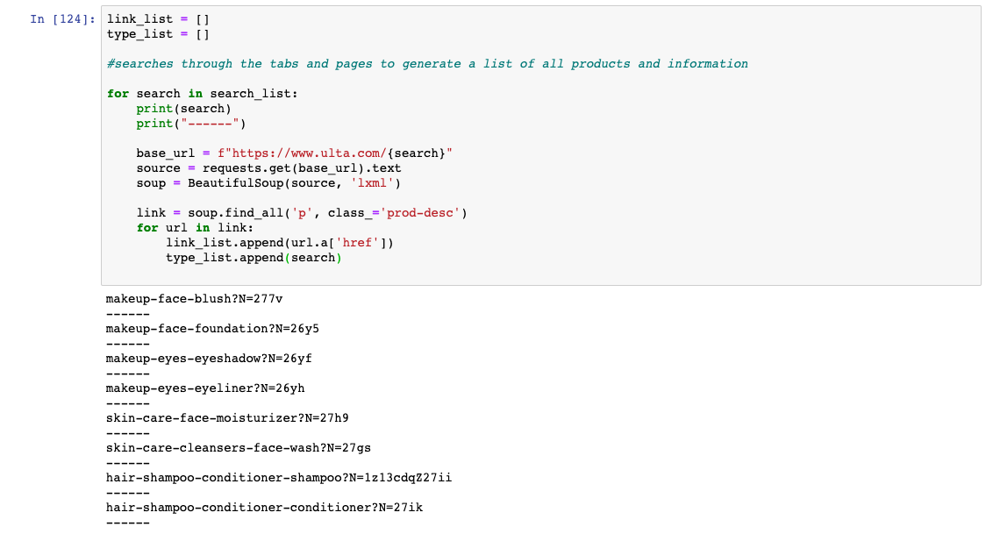 In [124]:
link_list = []
type_list = []
#searches through the tabs and pages to generate a list of all products and information
for search in search_list:
    print(search)
    print("------")
    base_url = f"https://www.ulta.com/{search}"
    source = requests.get(base_url).text
    soup = BeautifulSoup(source, 'lxml')
    link = soup.find_all('p', class_='prod-desc')
    for url in link:
        link_list.append(url.a['href'])
        type_list.append(search)
makeup-face-blush?N=277v
------
makeup-face-foundation?N=26y5
------
makeup-eyes-eyeshadow?N=26yf
------
makeup-eyes-eyeliner?N=26yh
------
skin-care-face-moisturizer?N=27h9
------
skin-care-cleansers-face-wash?N=27gs
------
hair-shampoo-conditioner-shampoo?N=1z13cdqZ27ii
------
hair-shampoo-conditioner-conditioner?N=27ik
------